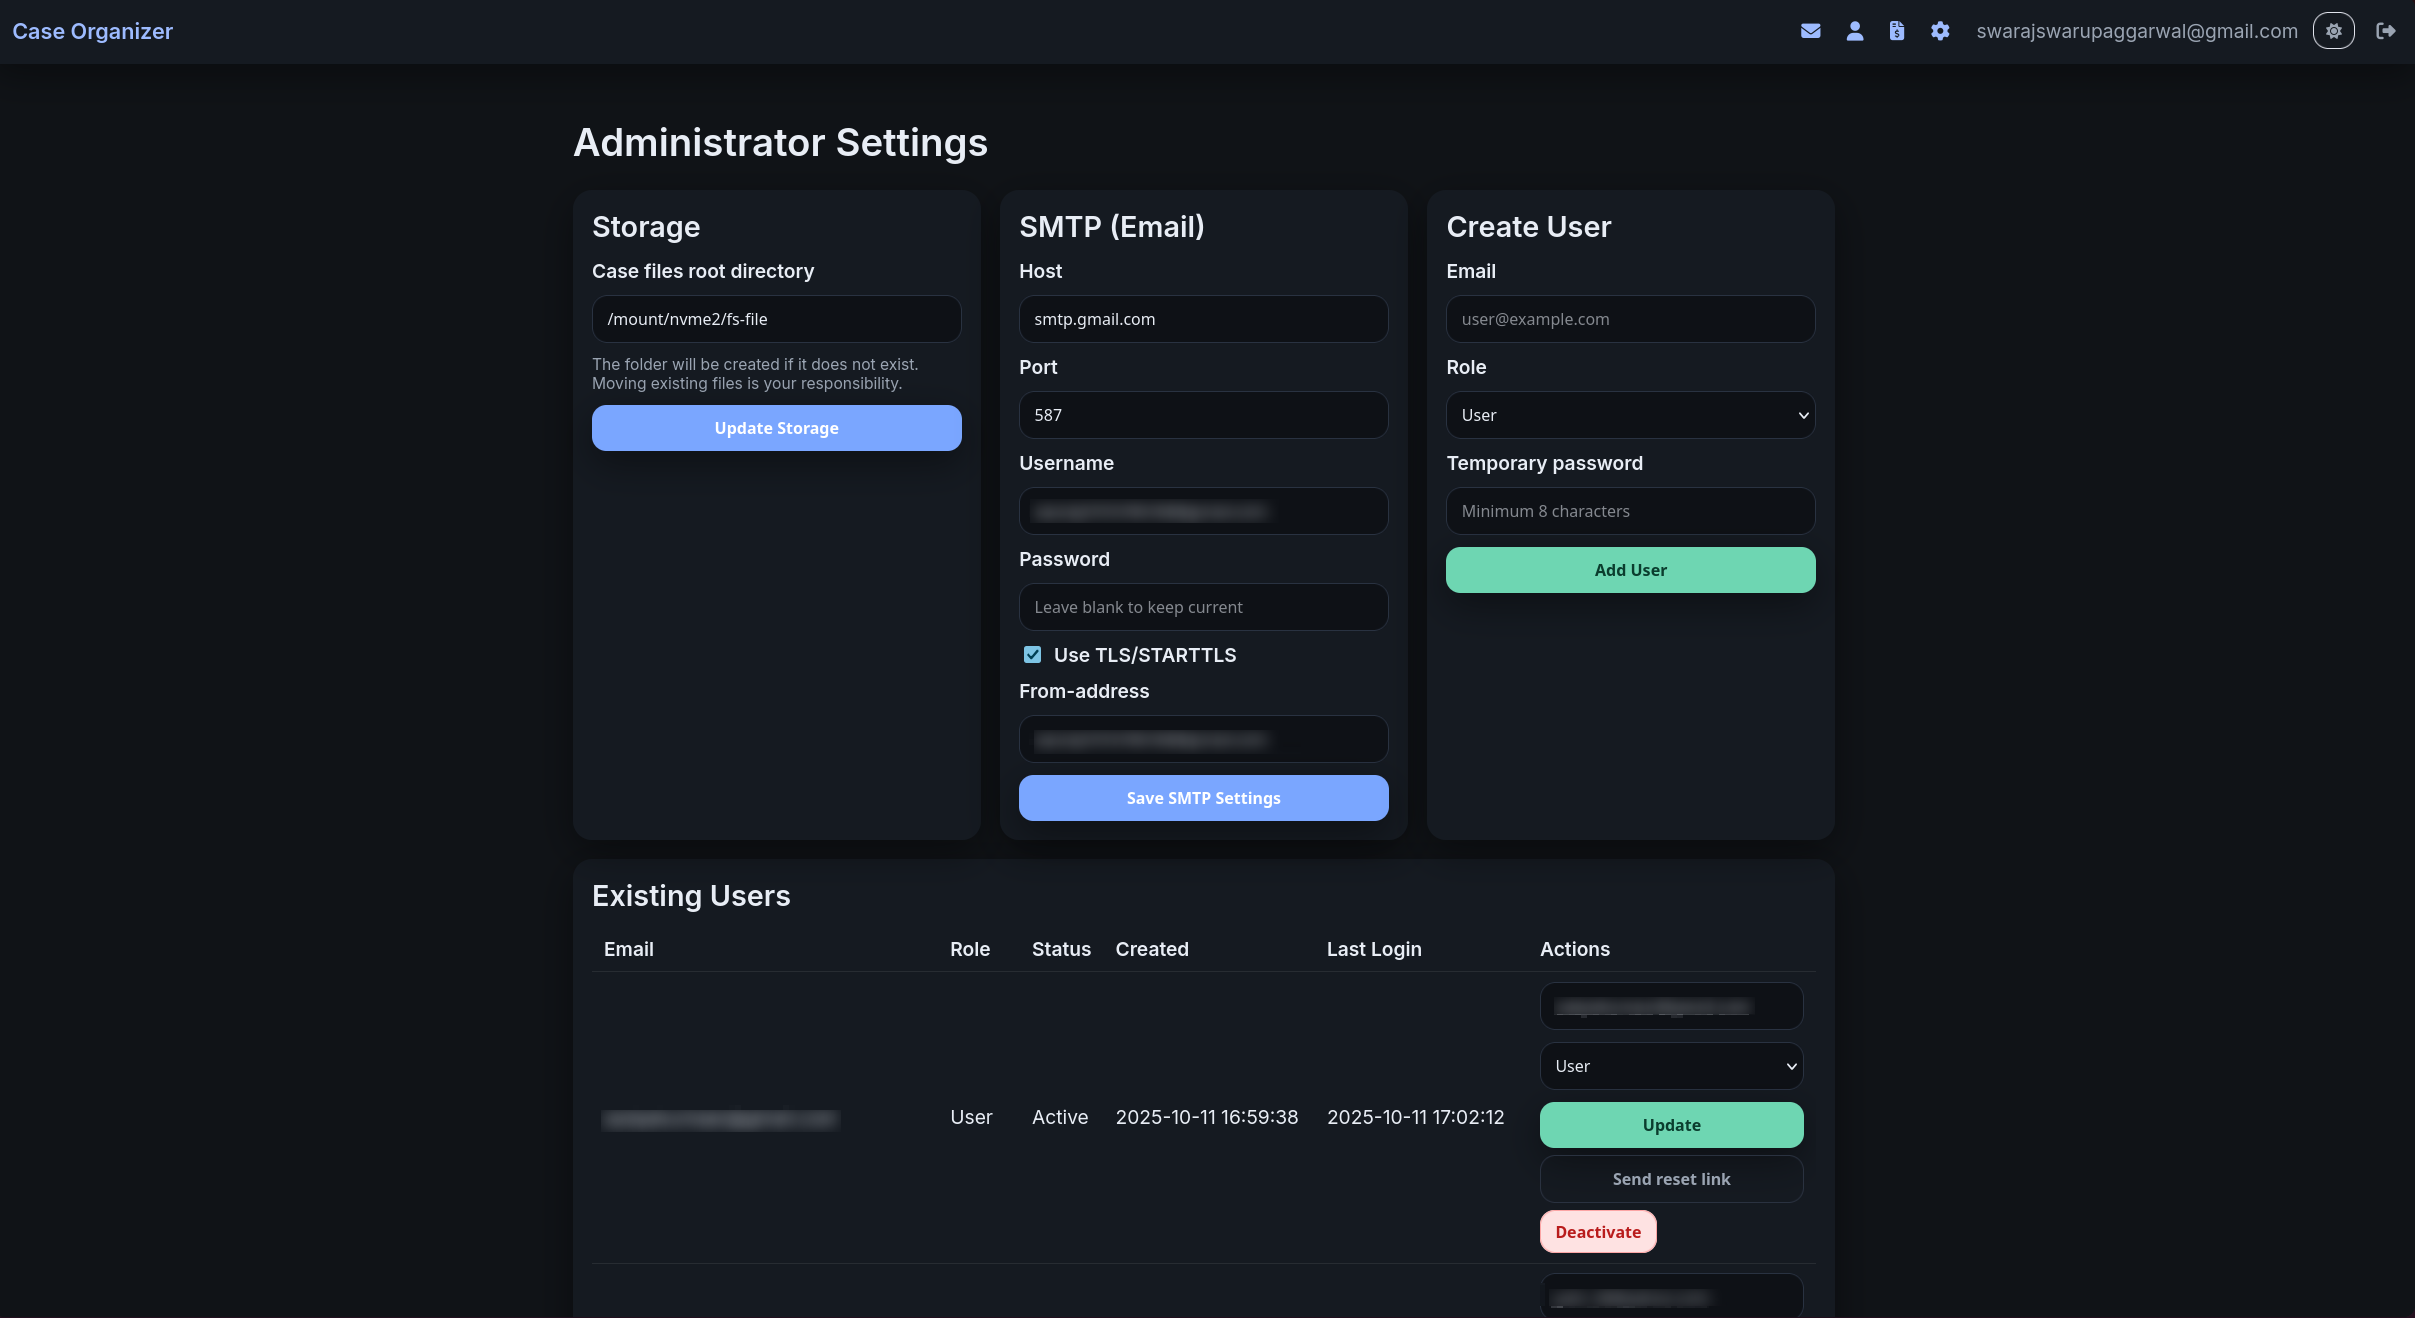 Case Organizer
swarajswarupaggarwal@gmail.com
Administrator Settings
Storage
Case files root directory
/mount/nvme2/fs-file
The folder will be created if it does not exist.
Moving existing files is your responsibility.
Update Storage
SMTP (Email)
Host
smtp.gmail.com
Port
587
Username
Password
Leave blank to keep current
Use TLS/STARTTLS
From-address
Save SMTP Settings
Create User
Email
user@example.com
Role
User
Temporary password
Minimum 8 characters
Add User
Existing Users
Email Role Status Created Last Login Actions
User Active 2025-10-11 16:59:38 2025-10-11 17:02:12
User
Update
Send reset link
Deactivate